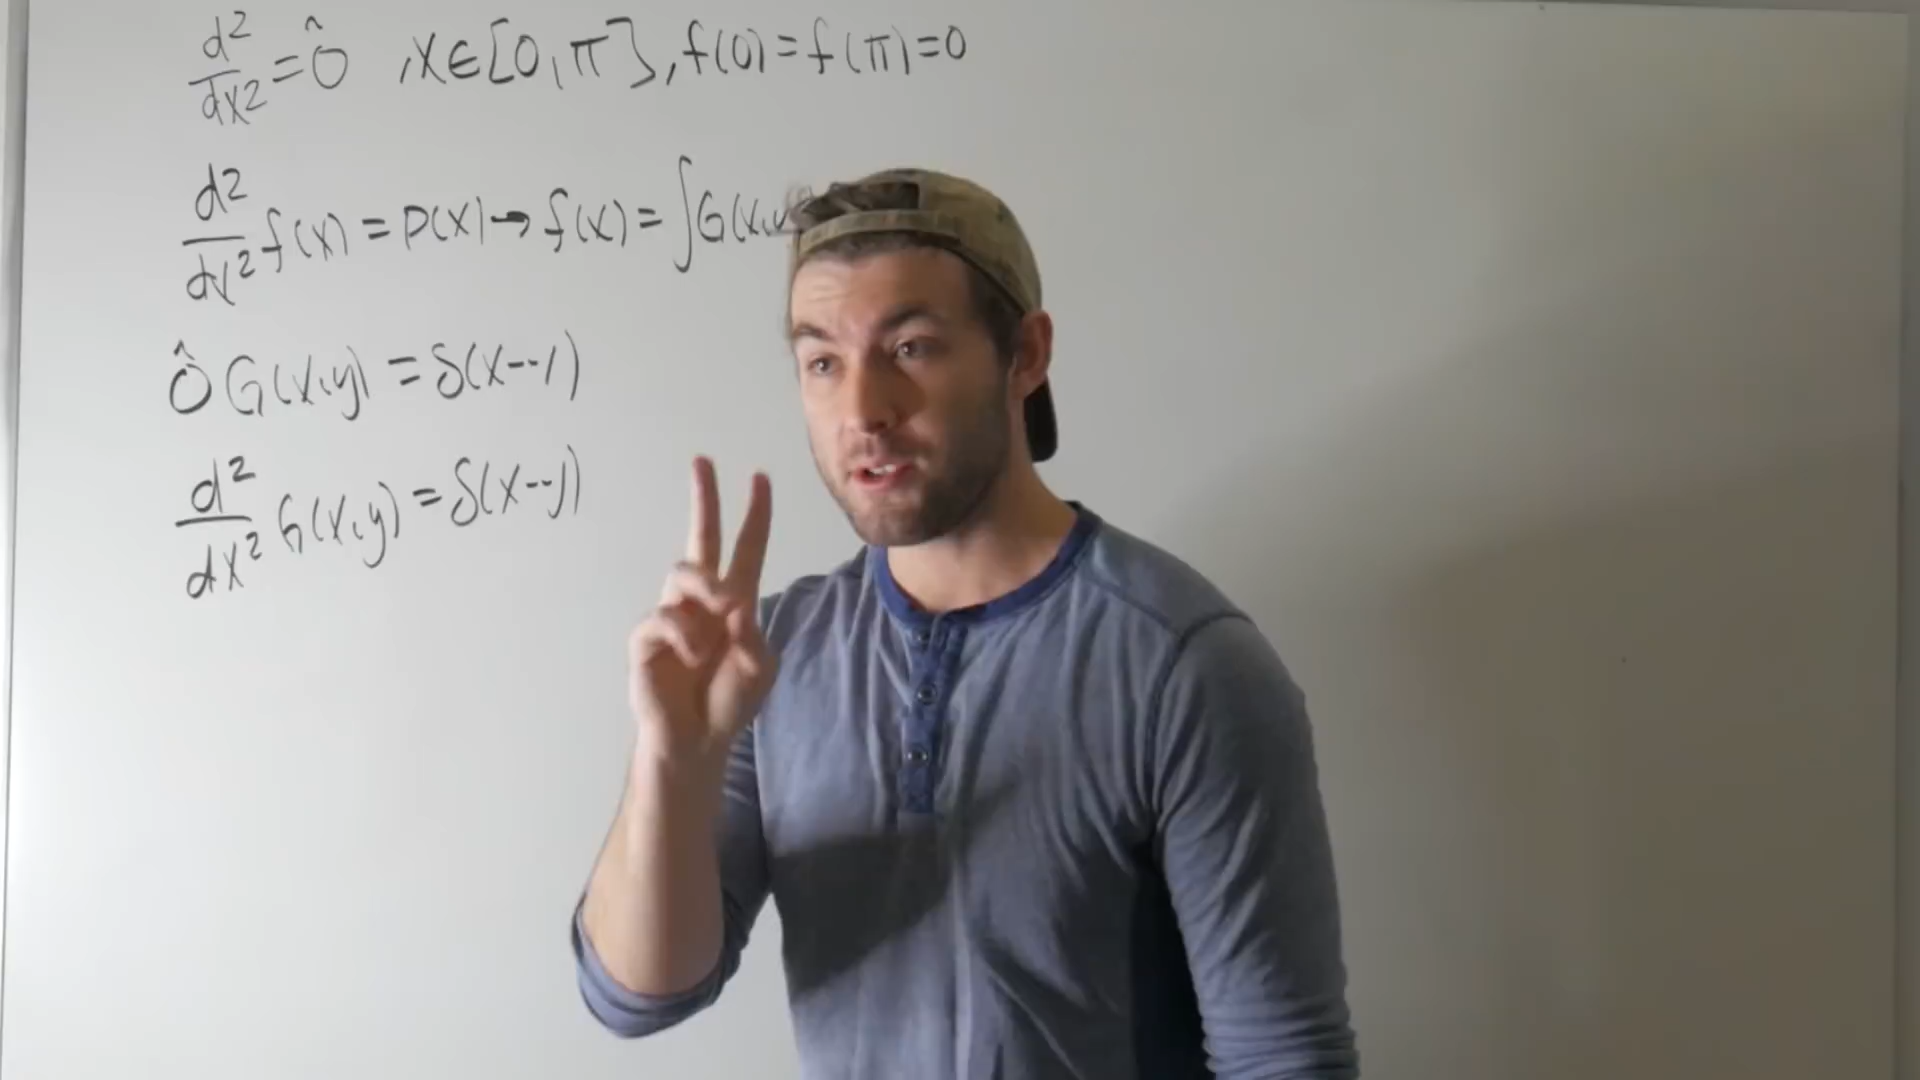 d²/dx² = Ô , x∈[0,π], f(0)=f(π)=0
d²/dx² f(x) = p(x) → f(x) = ∫G(x,y
Ô G(x,y) = δ(x-y)
d²/dx² G(x,y) = δ(x-y)